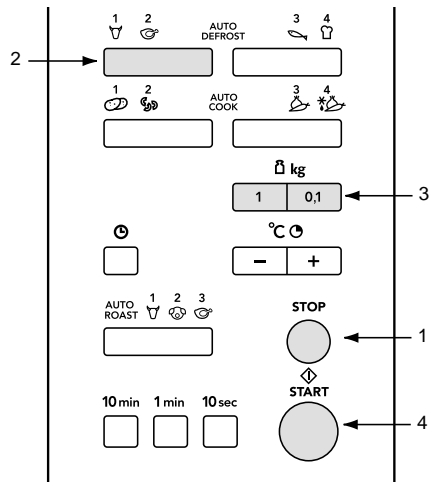 1 2 AUTO DEFROST 3 4
2
1 2 AUTO COOK 3 4
kg
1 0,1 3
°C
− +
AUTO ROAST 1 2 3
STOP
1
START
10 min 1 min 10 sec
4